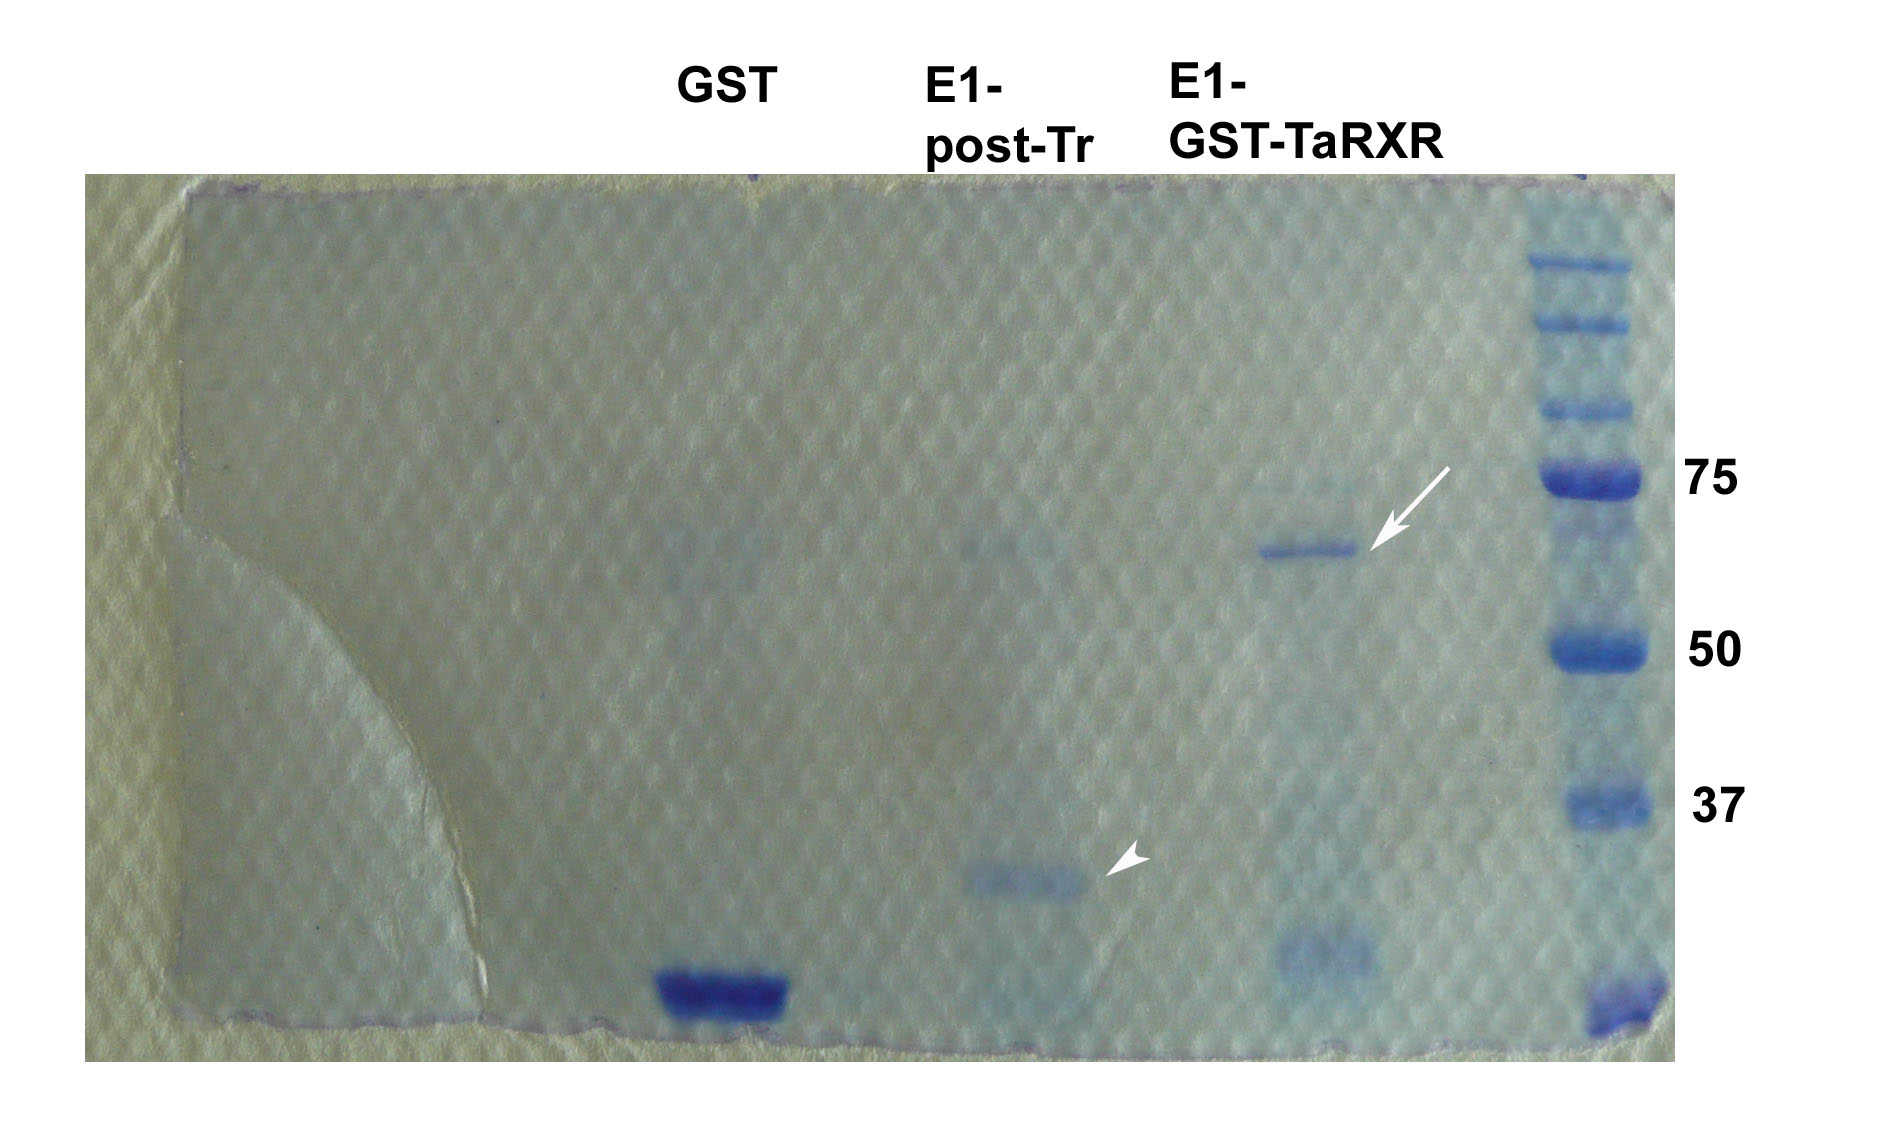 GST
E1-
post-Tr
E1-
GST-TaRXR
75
50
37